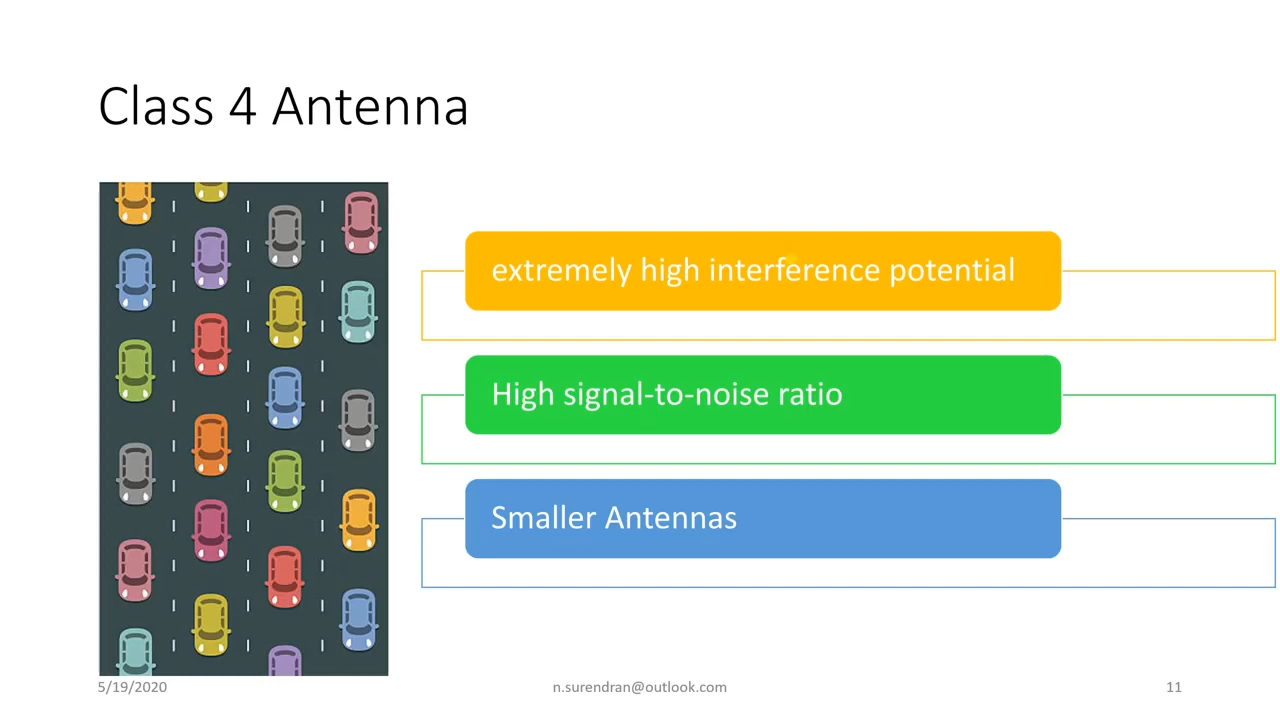 Class 4 Antenna
extremely high interference potential
High signal-to-noise ratio
Smaller Antennas
5/19/2020
n.surendran@outlook.com
11